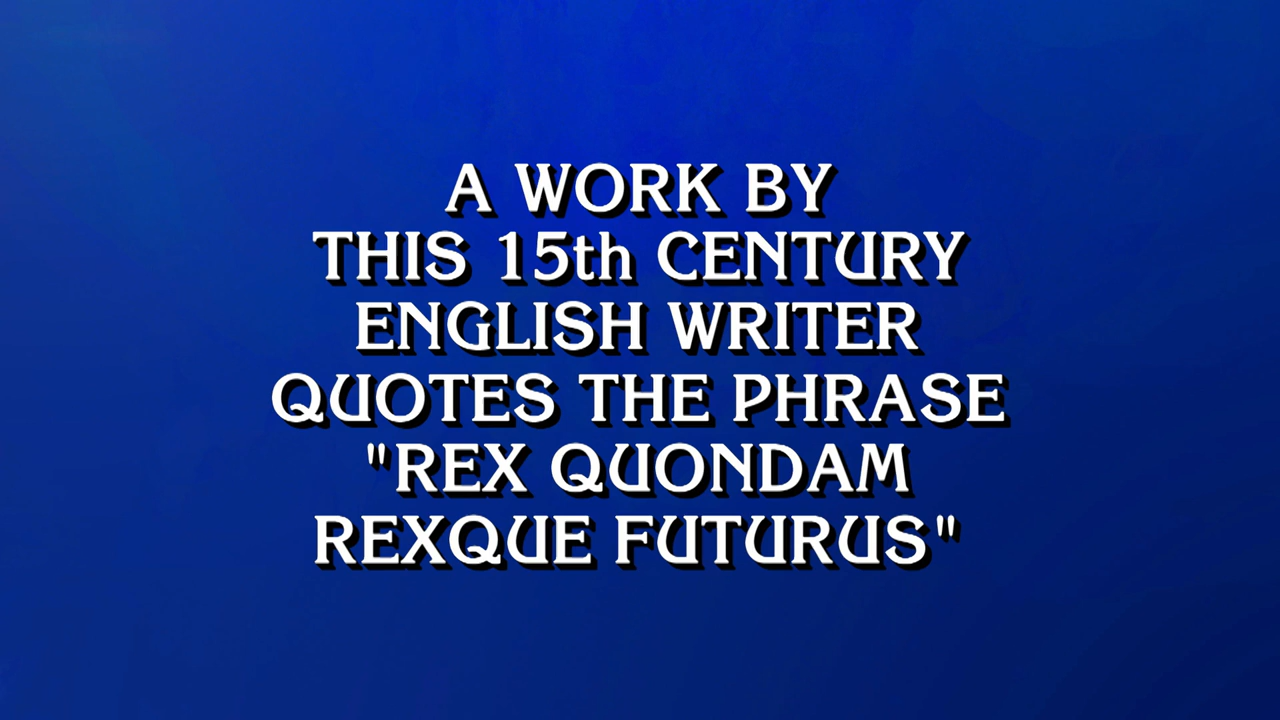 A WORK BY
THIS 15th CENTURY
ENGLISH WRITER
QUOTES THE PHRASE
"REX QUONDAM
REXQUE FUTURUS"